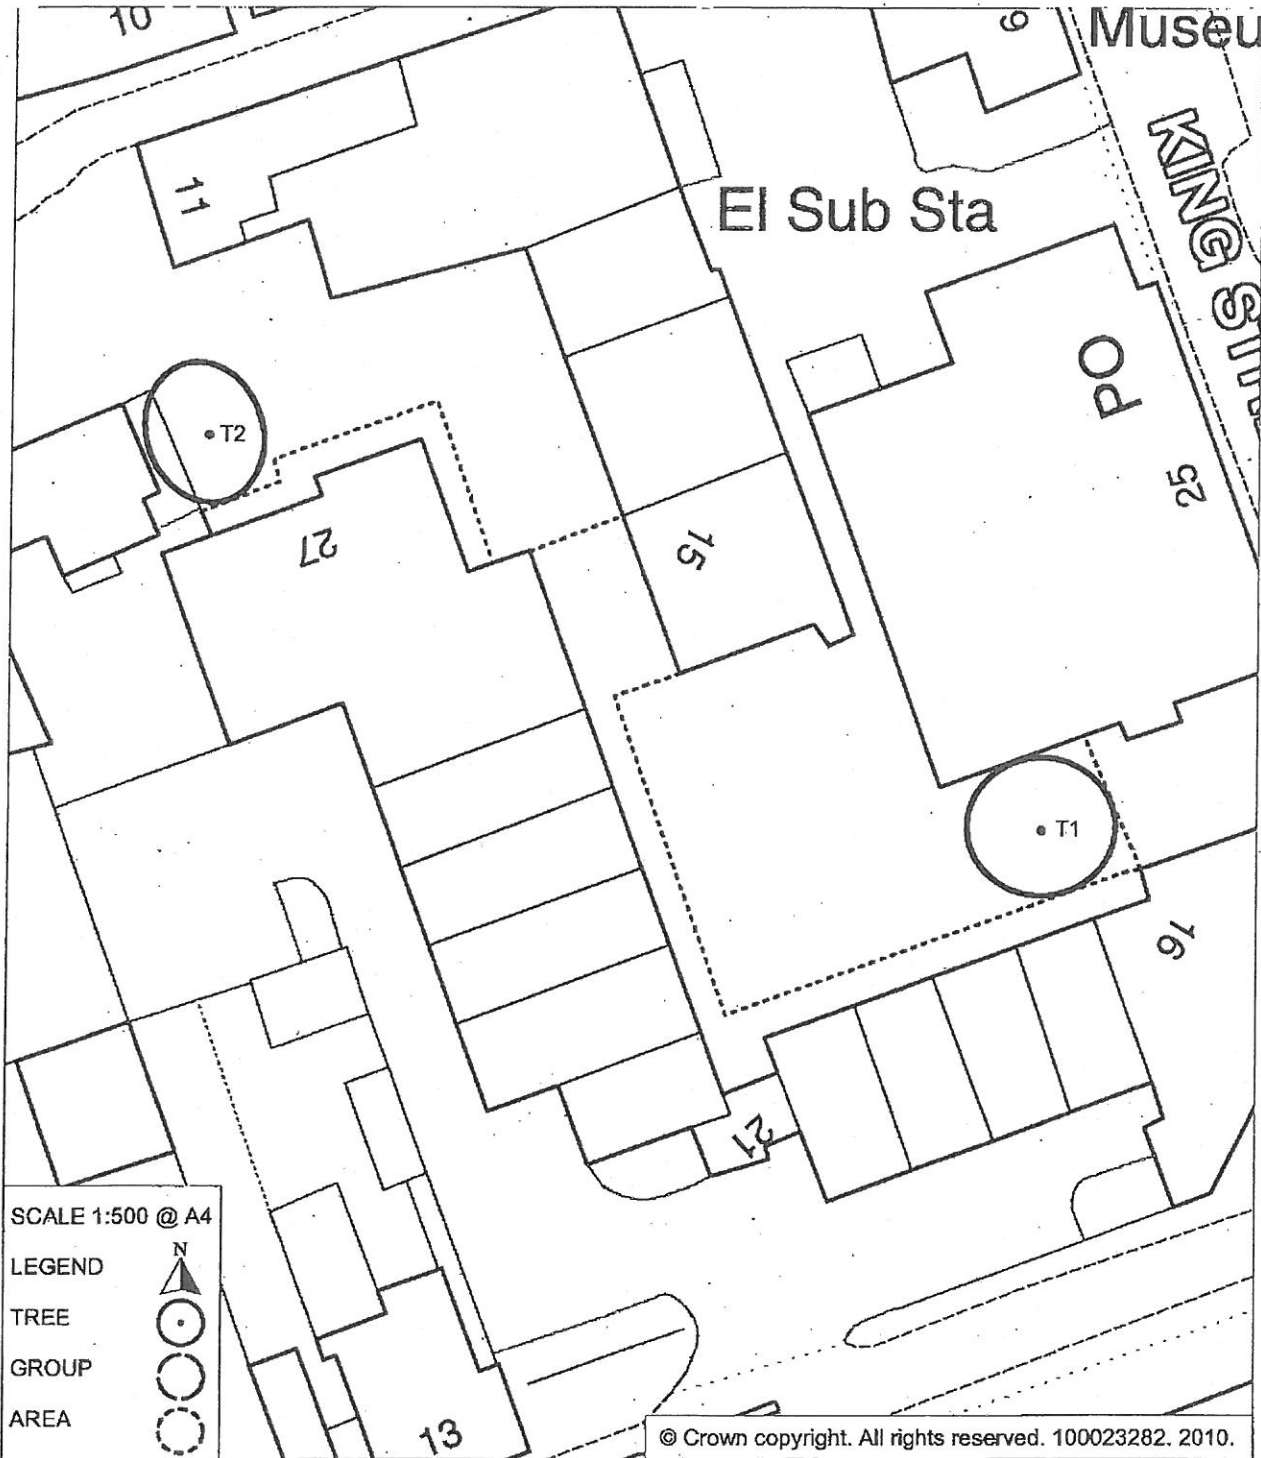 10
9
Museu
KING STR
11
El Sub Sta
PO
T2
25
27
15
T1
16
21
SCALE 1:500 @ A4
N
LEGEND
TREE
GROUP
AREA
13
© Crown copyright. All rights reserved. 100023282. 2010.